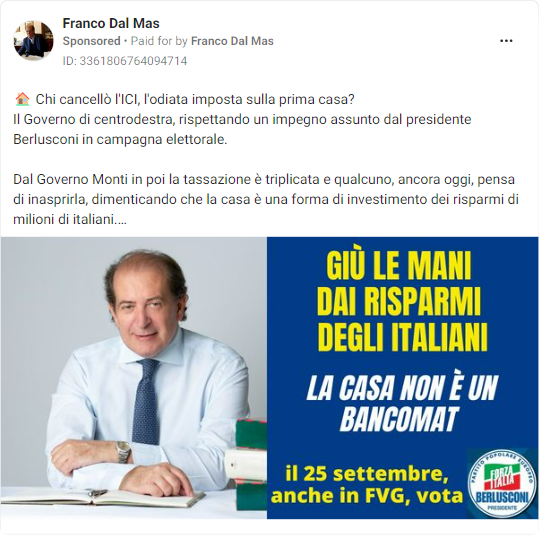 Franco Dal Mas
Sponsored • Paid for by Franco Dal Mas
ID: 3361806764094714
🏠 Chi cancellò l'ICI, l'odiata imposta sulla prima casa?
Il Governo di centrodestra, rispettando un impegno assunto dal presidente
Berlusconi in campagna elettorale.
Dal Governo Monti in poi la tassazione è triplicata e qualcuno, ancora oggi, pensa
di inasprirla, dimenticando che la casa è una forma di investimento dei risparmi di
milioni di italiani....
GIÙ LE MANI
DAI RISPARMI
DEGLI ITALIANI
LA CASA NON È UN
BANCOMAT
il 25 settembre,
anche in FVG, vota
PARTITO POPOLARE EUROPEO
FORZA
ITALIA
BERLUSCONI
PRESIDENTE